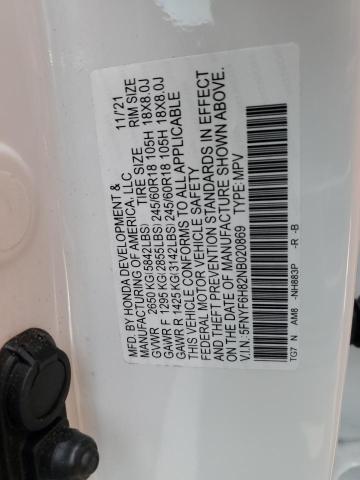 MFD. BY HONDA DEVELOPMENT & 11/21
MANUFACTURING OF AMERICA, LLC
TIRE SIZE RIM SIZE
GVWR 2650 KG(5842LBS)
GAWR F 1295 KG(2855LBS) 245/60R18 105H 18X8.0J
GAWR R 1425 KG(3142LBS) 245/60R18 105H 18X8.0J
THIS VEHICLE CONFORMS TO ALL APPLICABLE
FEDERAL MOTOR VEHICLE SAFETY
AND THEFT PREVENTION STANDARDS IN EFFECT
ON THE DATE OF MANUFACTURE SHOWN ABOVE.
V.I.N.: 5FNYF6H82NB020869 TYPE: MPV
TG7 N AM8 -NH883P -R -B